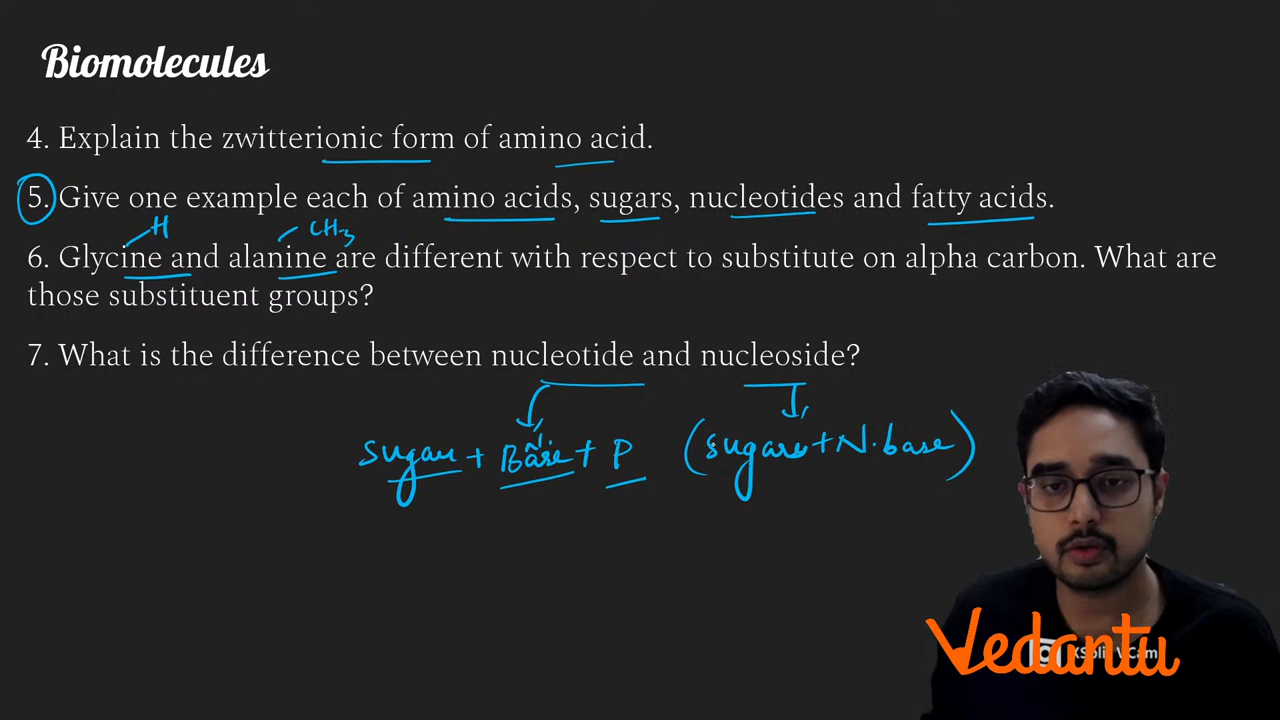 Biomolecules
4. Explain the zwitterionic form of amino acid.
5. Give one example each of amino acids, sugars, nucleotides and fatty acids.
H CH3
6. Glycine and alanine are different with respect to substitute on alpha carbon. What are
those substituent groups?
7. What is the difference between nucleotide and nucleoside?
sugar + N. Base + P (sugar + N. base)
Vedantu